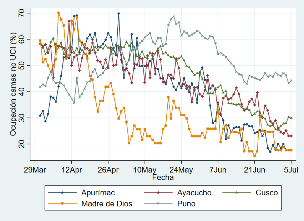 Ocupación camas no UCI (%)
70
60
50
40
30
20
29Mar
12Apr
26Apr
10May
24May
7Jun
21Jun
5Jul
Fecha
Apurímac
Ayacucho
Cusco
Madre de Dios
Puno